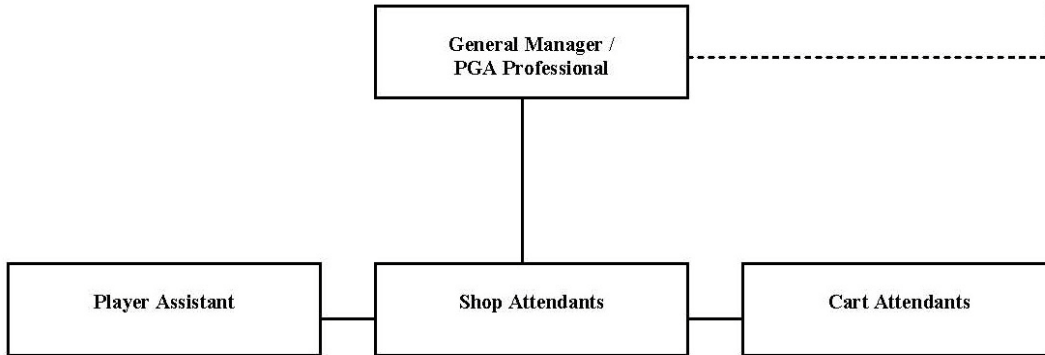 General Manager /
PGA Professional
Player Assistant
Shop Attendants
Cart Attendants